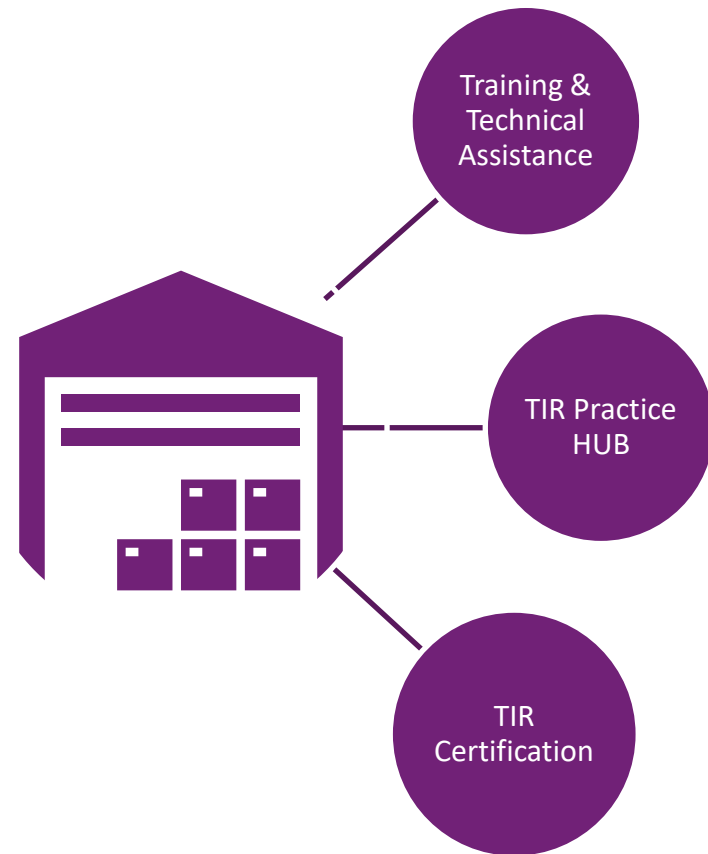 Training &
Technical
Assistance
TIR Practice
HUB
TIR
Certification